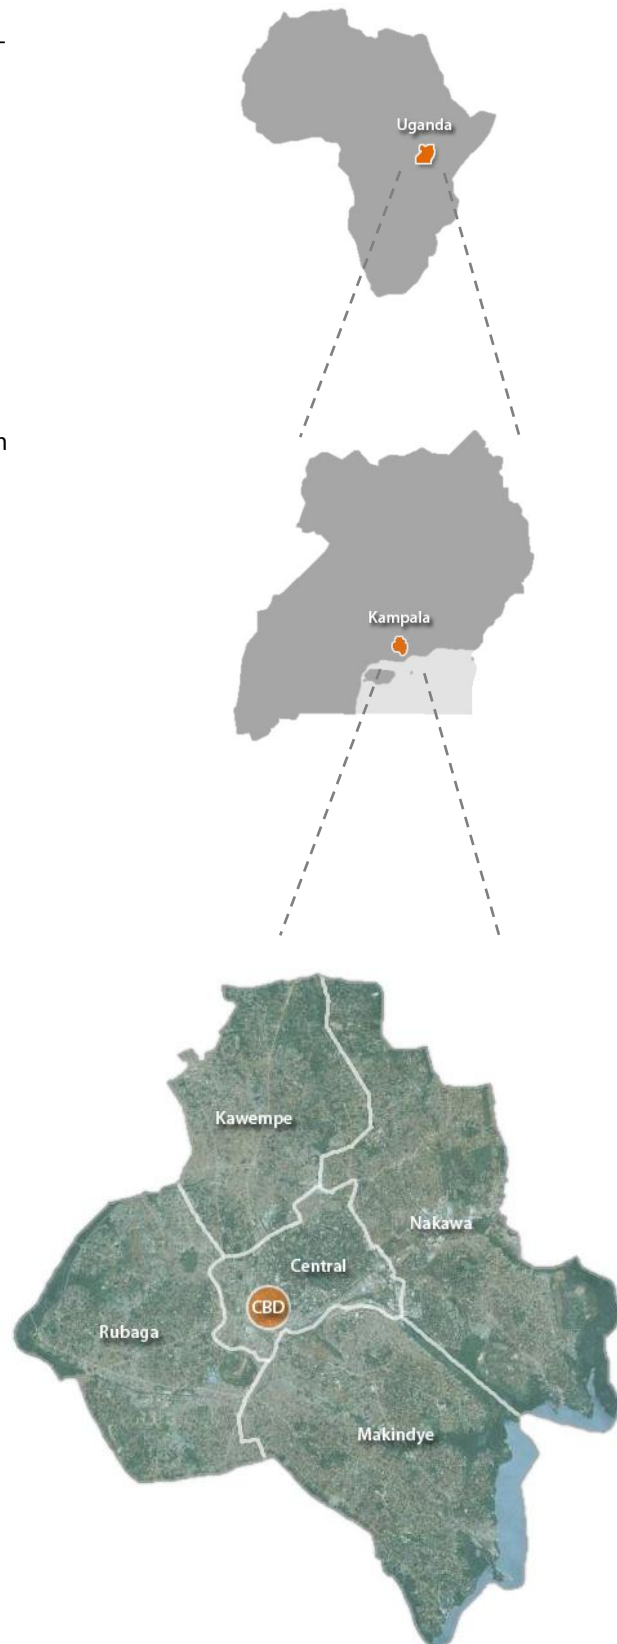 Uganda
n
Kampala
Kawempe
Nakawa
Central
CBD
Rubaga
Makindye